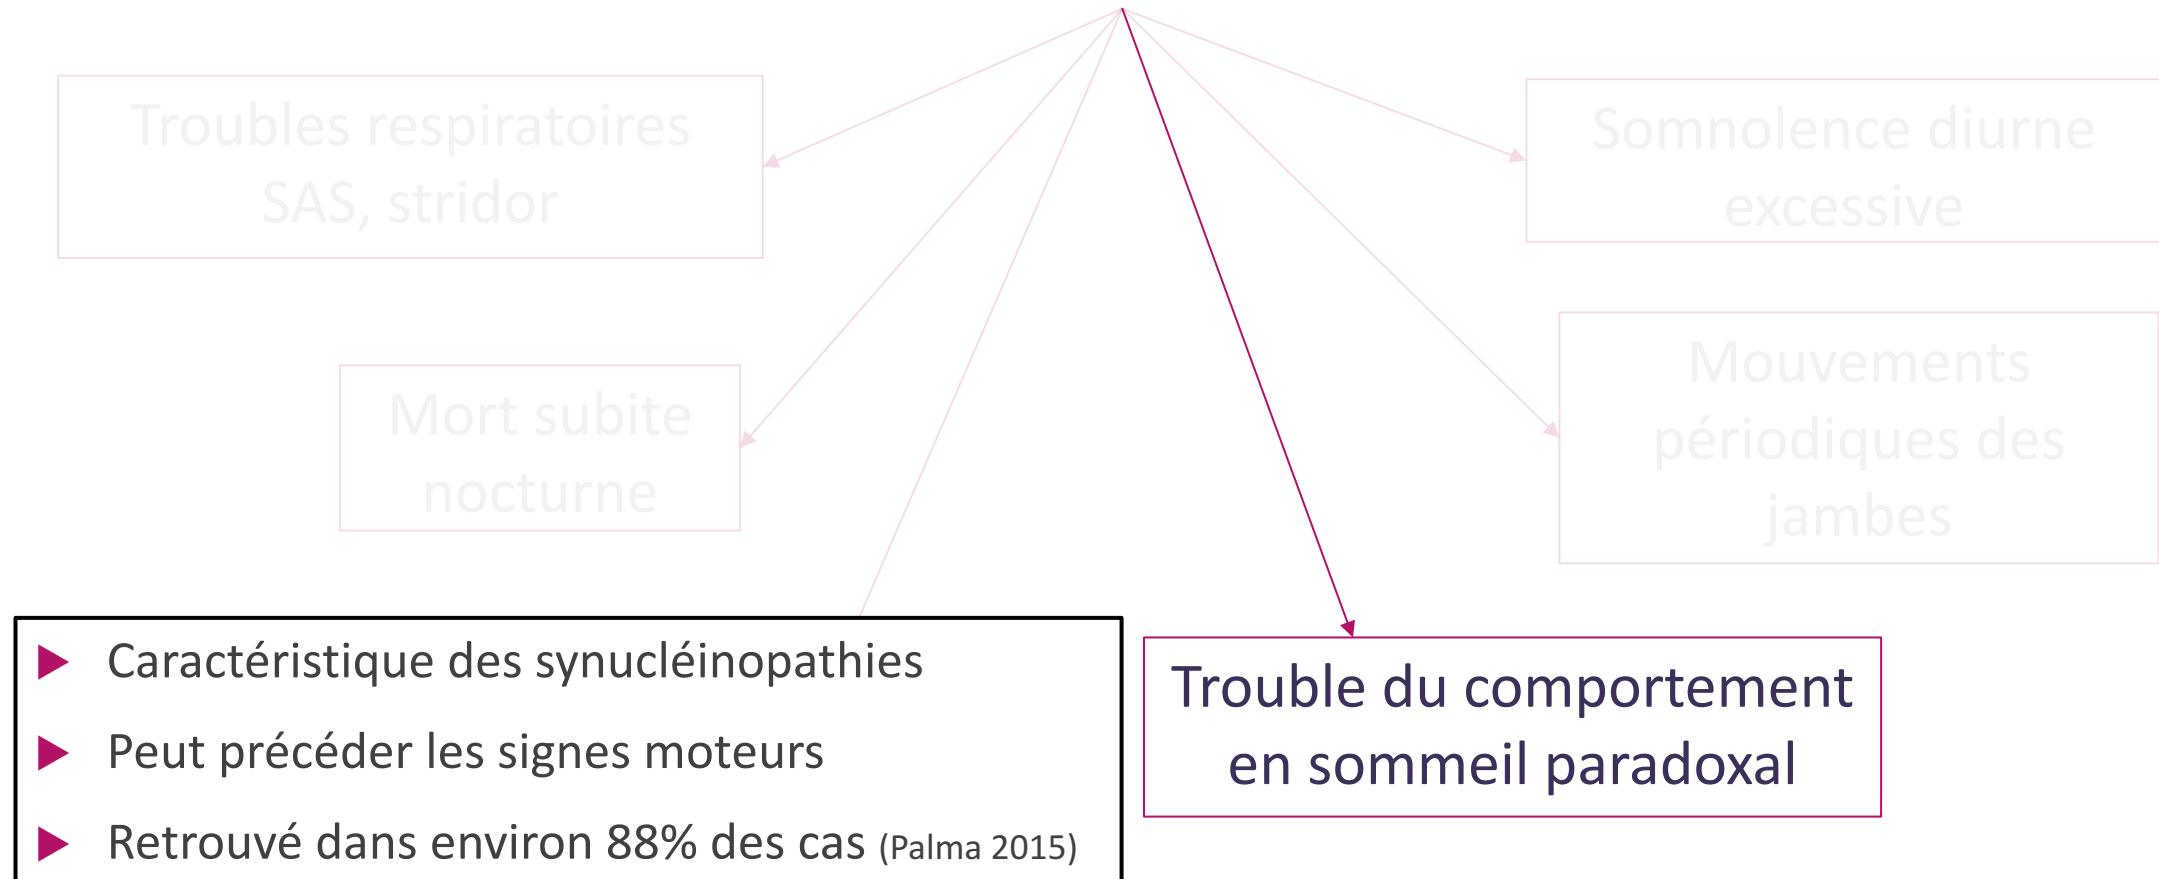 Troubles respiratoires
SAS, stridor
Somnolence diurne
excessive
Mort subite
nocturne
Mouvements
périodiques des
jambes
Caractéristique des synucléinopathies
Peut précéder les signes moteurs
Retrouvé dans environ 88% des cas (Palma 2015)
Trouble du comportement
en sommeil paradoxal